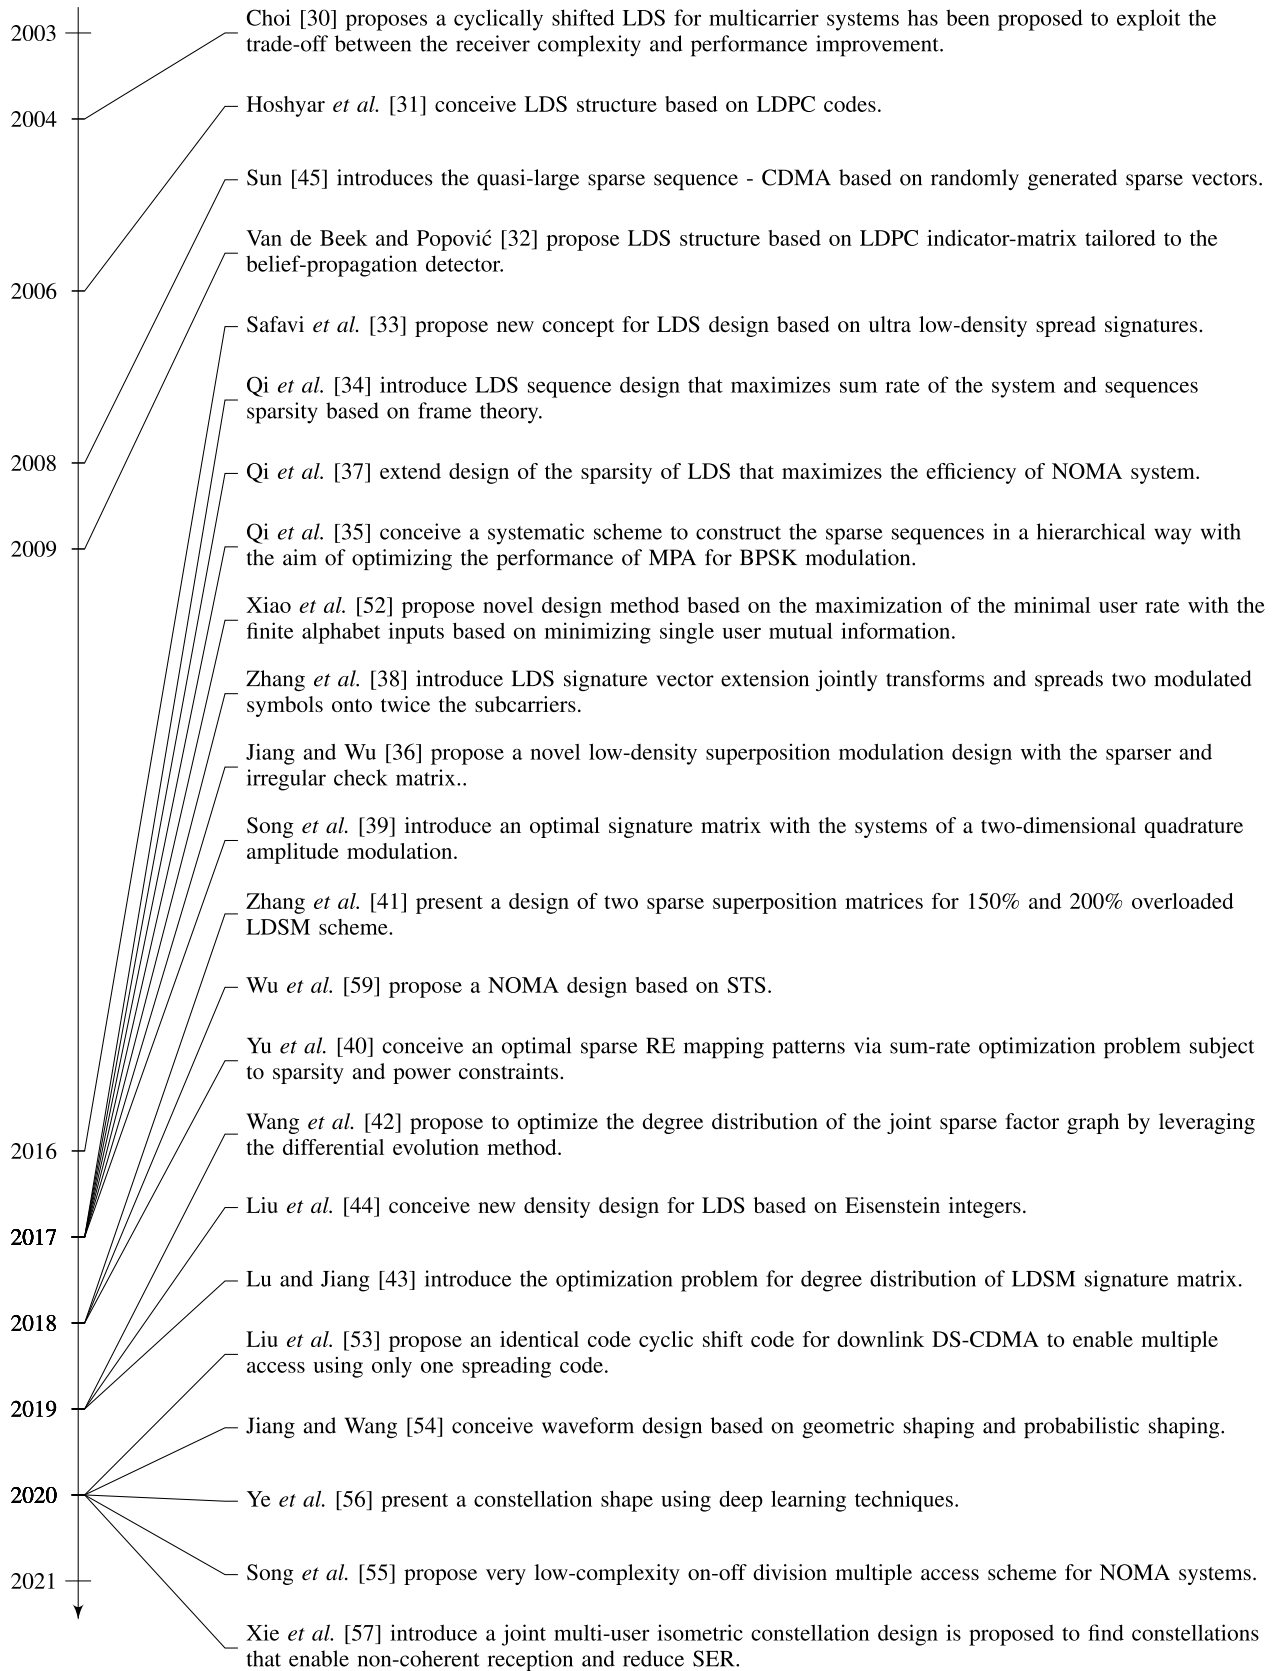 2003
Choi [30] proposes a cyclically shifted LDS for multicarrier systems has been proposed to exploit the
trade-off between the receiver complexity and performance improvement.
2004
Hoshyar et al. [31] conceive LDS structure based on LDPC codes.
Sun [45] introduces the quasi-large sparse sequence - CDMA based on randomly generated sparse vectors.
Van de Beek and Popović [32] propose LDS structure based on LDPC indicator-matrix tailored to the
belief-propagation detector.
2006
Safavi et al. [33] propose new concept for LDS design based on ultra low-density spread signatures.
Qi et al. [34] introduce LDS sequence design that maximizes sum rate of the system and sequences
sparsity based on frame theory.
2008
Qi et al. [37] extend design of the sparsity of LDS that maximizes the efficiency of NOMA system.
2009
Qi et al. [35] conceive a systematic scheme to construct the sparse sequences in a hierarchical way with
the aim of optimizing the performance of MPA for BPSK modulation.
Xiao et al. [52] propose novel design method based on the maximization of the minimal user rate with the
finite alphabet inputs based on minimizing single user mutual information.
Zhang et al. [38] introduce LDS signature vector extension jointly transforms and spreads two modulated
symbols onto twice the subcarriers.
Jiang and Wu [36] propose a novel low-density superposition modulation design with the sparser and
irregular check matrix..
Song et al. [39] introduce an optimal signature matrix with the systems of a two-dimensional quadrature
amplitude modulation.
Zhang et al. [41] present a design of two sparse superposition matrices for 150% and 200% overloaded
LDSM scheme.
Wu et al. [59] propose a NOMA design based on STS.
Yu et al. [40] conceive an optimal sparse RE mapping patterns via sum-rate optimization problem subject
to sparsity and power constraints.
Wang et al. [42] propose to optimize the degree distribution of the joint sparse factor graph by leveraging
the differential evolution method.
2016
Liu et al. [44] conceive new density design for LDS based on Eisenstein integers.
2017
Lu and Jiang [43] introduce the optimization problem for degree distribution of LDSM signature matrix.
2018
Liu et al. [53] propose an identical code cyclic shift code for downlink DS-CDMA to enable multiple
access using only one spreading code.
2019
Jiang and Wang [54] conceive waveform design based on geometric shaping and probabilistic shaping.
2020
Ye et al. [56] present a constellation shape using deep learning techniques.
Song et al. [55] propose very low-complexity on-off division multiple access scheme for NOMA systems.
2021
Xie et al. [57] introduce a joint multi-user isometric constellation design is proposed to find constellations
that enable non-coherent reception and reduce SER.